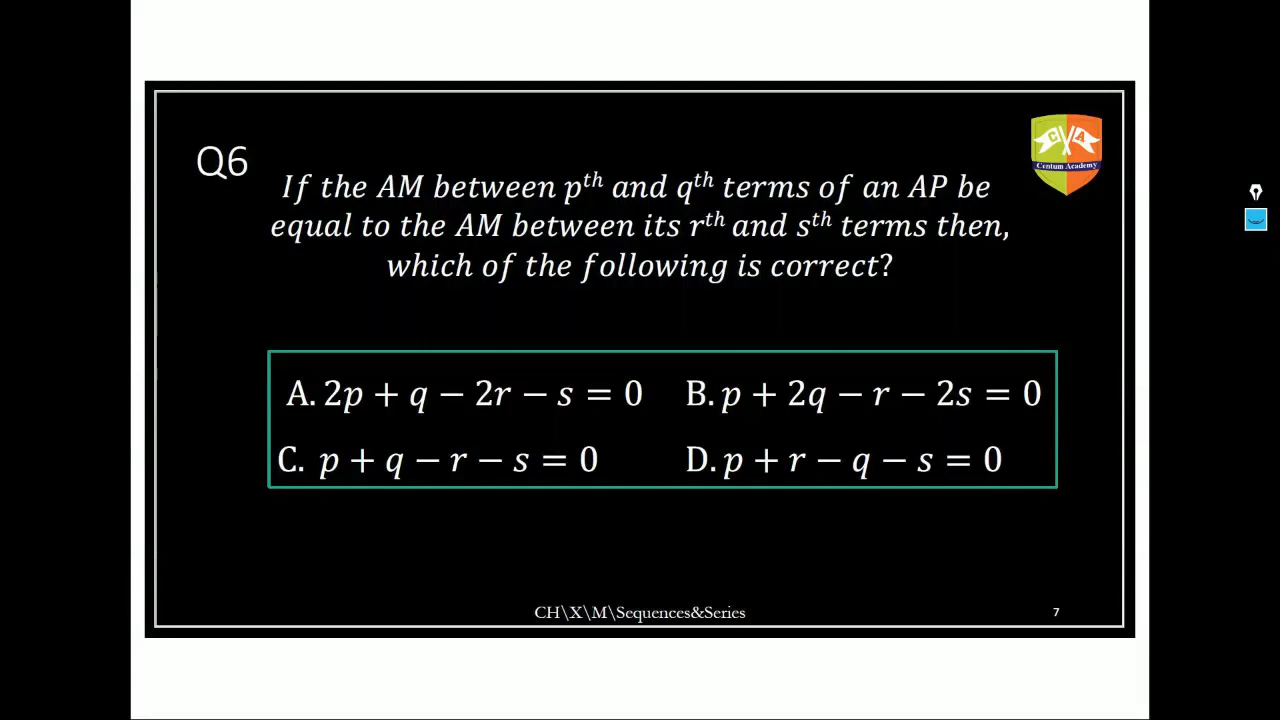 Q6
If the AM between pᵗʰ and qᵗʰ terms of an AP be
equal to the AM between its rᵗʰ and sᵗʰ terms then,
which of the following is correct?
C A
Centum Academy
A. 2p + q − 2r − s = 0 B. p + 2q − r − 2s = 0
C. p + q − r − s = 0 D. p + r − q − s = 0
CH\X\M\Sequences&Series 7